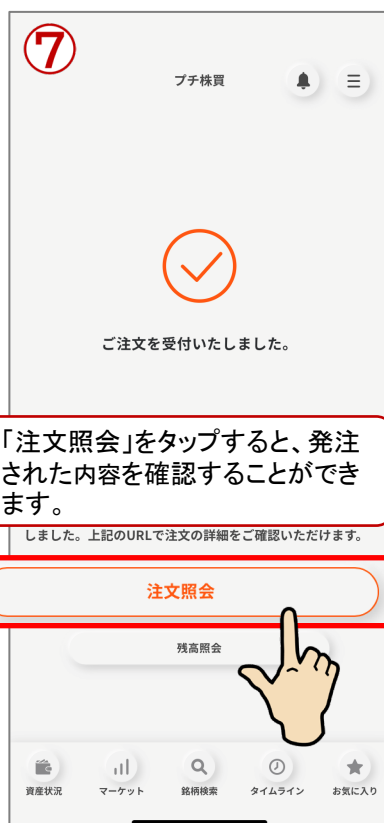 ⑦
プチ株買
ご注文を受付いたしました。
「注文照会」をタップすると、発注
された内容を確認することができ
ます。
しました。上記のURLで注文の詳細をご確認いただけます。
注文照会
残高照会
資産状況
マーケット
銘柄検索
タイムライン
お気に入り